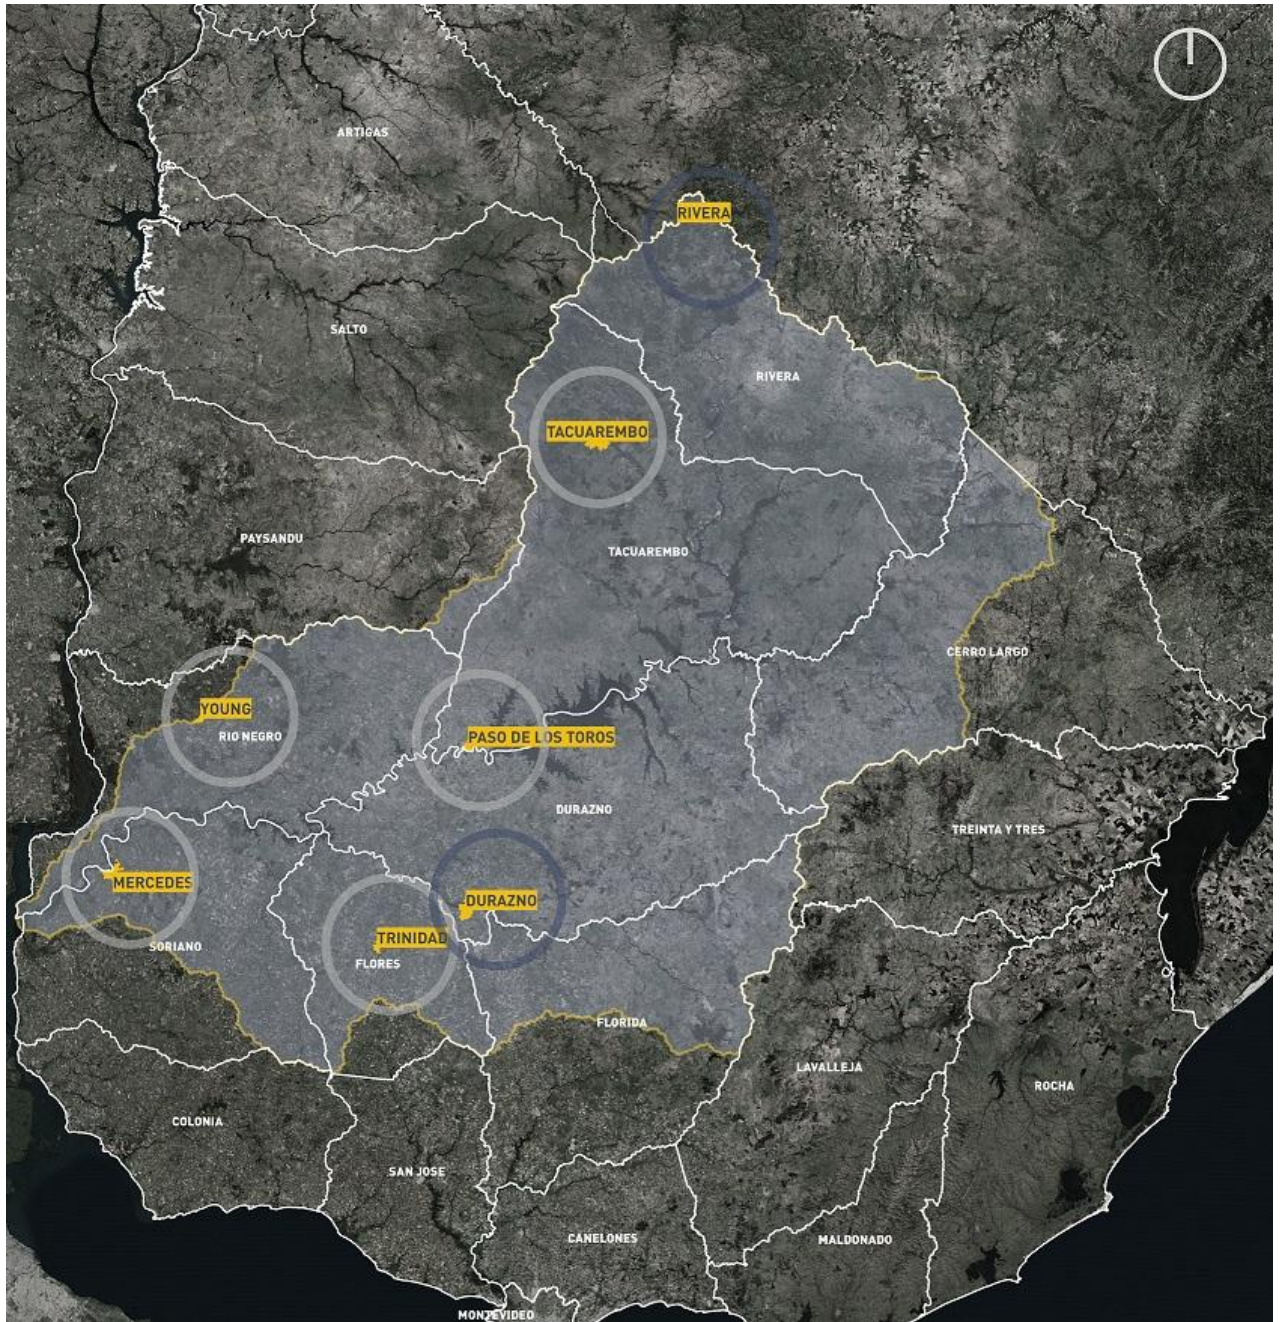 ARTIGAS
RIVERA
SALTO
RIVERA
TACUAREMBO
PAYSANDU
TACUAREMBO
CERRO LARGO
YOUNG
RIO NEGRO
PASO DE LOS TOROS
DURAZNO
TREINTA Y TRES
MERCEDES
DURAZNO
TRINIDAD
SORIANO
FLORES
FLORIDA
LAVALLEJA
ROCHA
COLONIA
SAN JOSE
CANELONES
MALDONADO
MONTEVIDEO